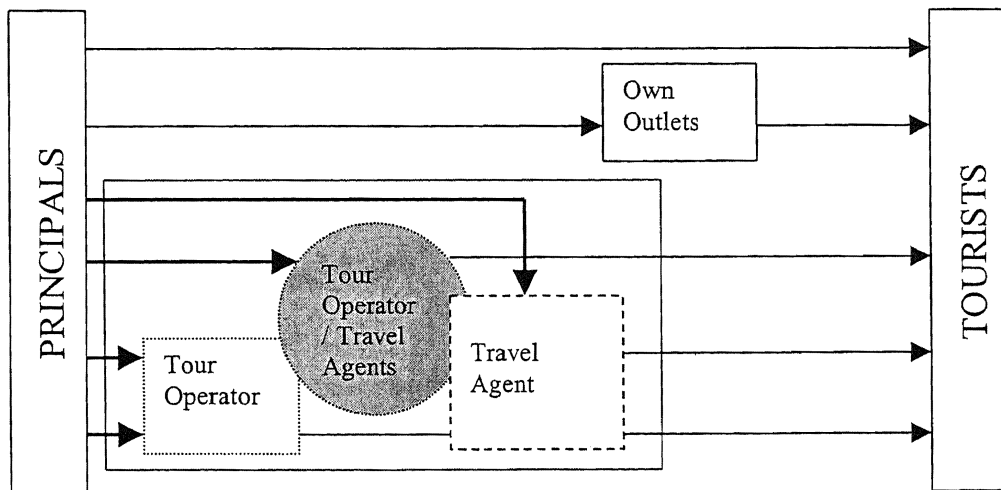 PRINCIPALS
Own
Outlets
Tour
Operator
/ Travel
Agents
Tour
Operator
Travel
Agent
TOURISTS